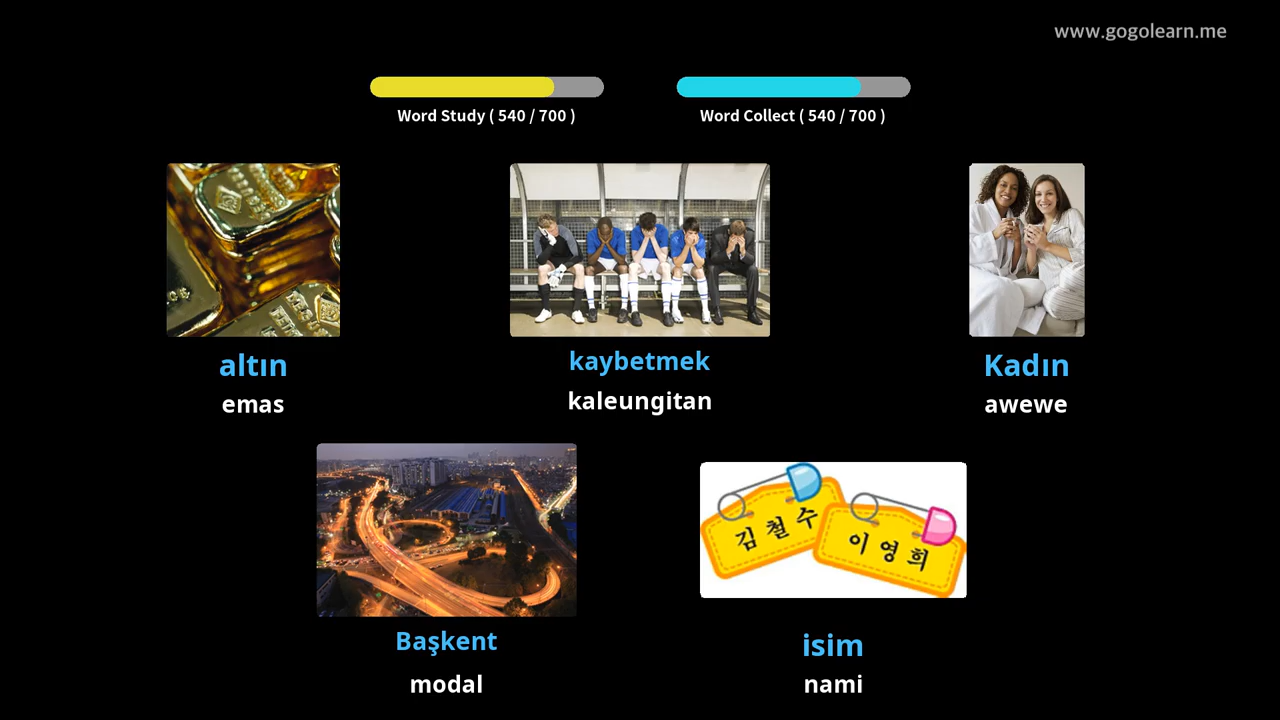 www.gogolearn.me
Word Study ( 540 / 700 )
Word Collect ( 540 / 700 )
altın
emas
kaybetmek
kaleungitan
Kadın
awewe
Başkent
modal
김철수
이영희
isim
nami